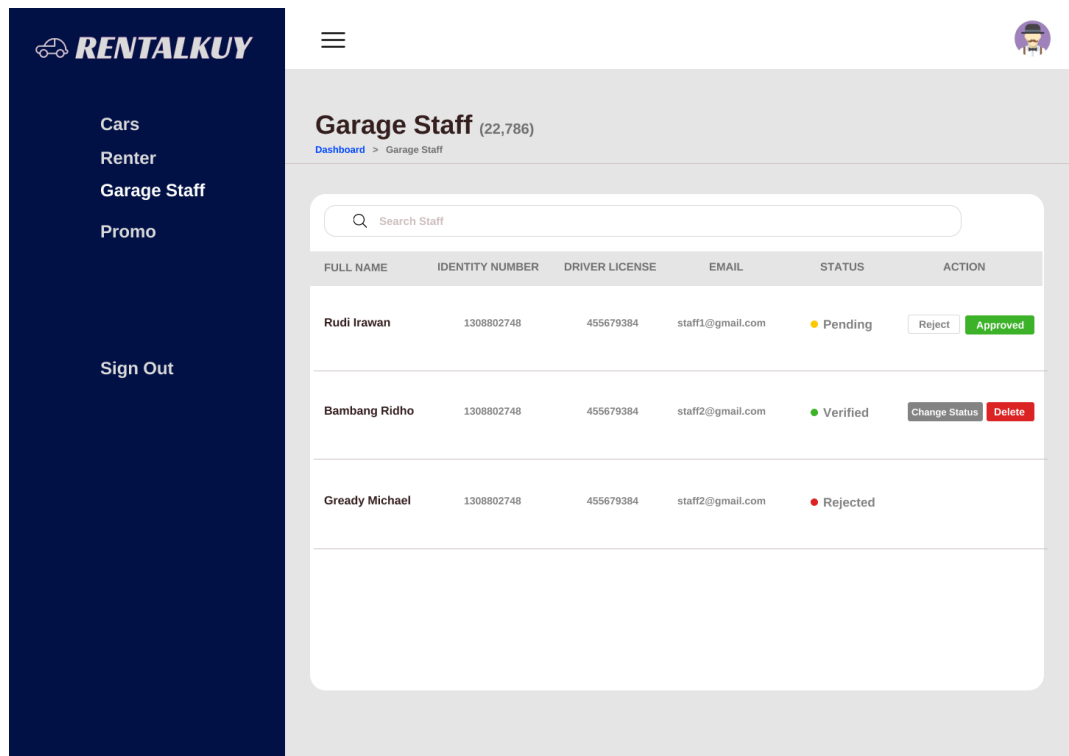 RENTALKUY
Cars
Renter
Garage Staff
Promo
Sign Out
Garage Staff (22,786)
Dashboard > Garage Staff
Search Staff
FULL NAME IDENTITY NUMBER DRIVER LICENSE EMAIL STATUS ACTION
Rudi Irawan 1308802748 455679384 staff1@gmail.com Pending Reject Approved
Bambang Ridho 1308802748 455679384 staff2@gmail.com Verified Change Status Delete
Gready Michael 1308802748 455679384 staff2@gmail.com Rejected